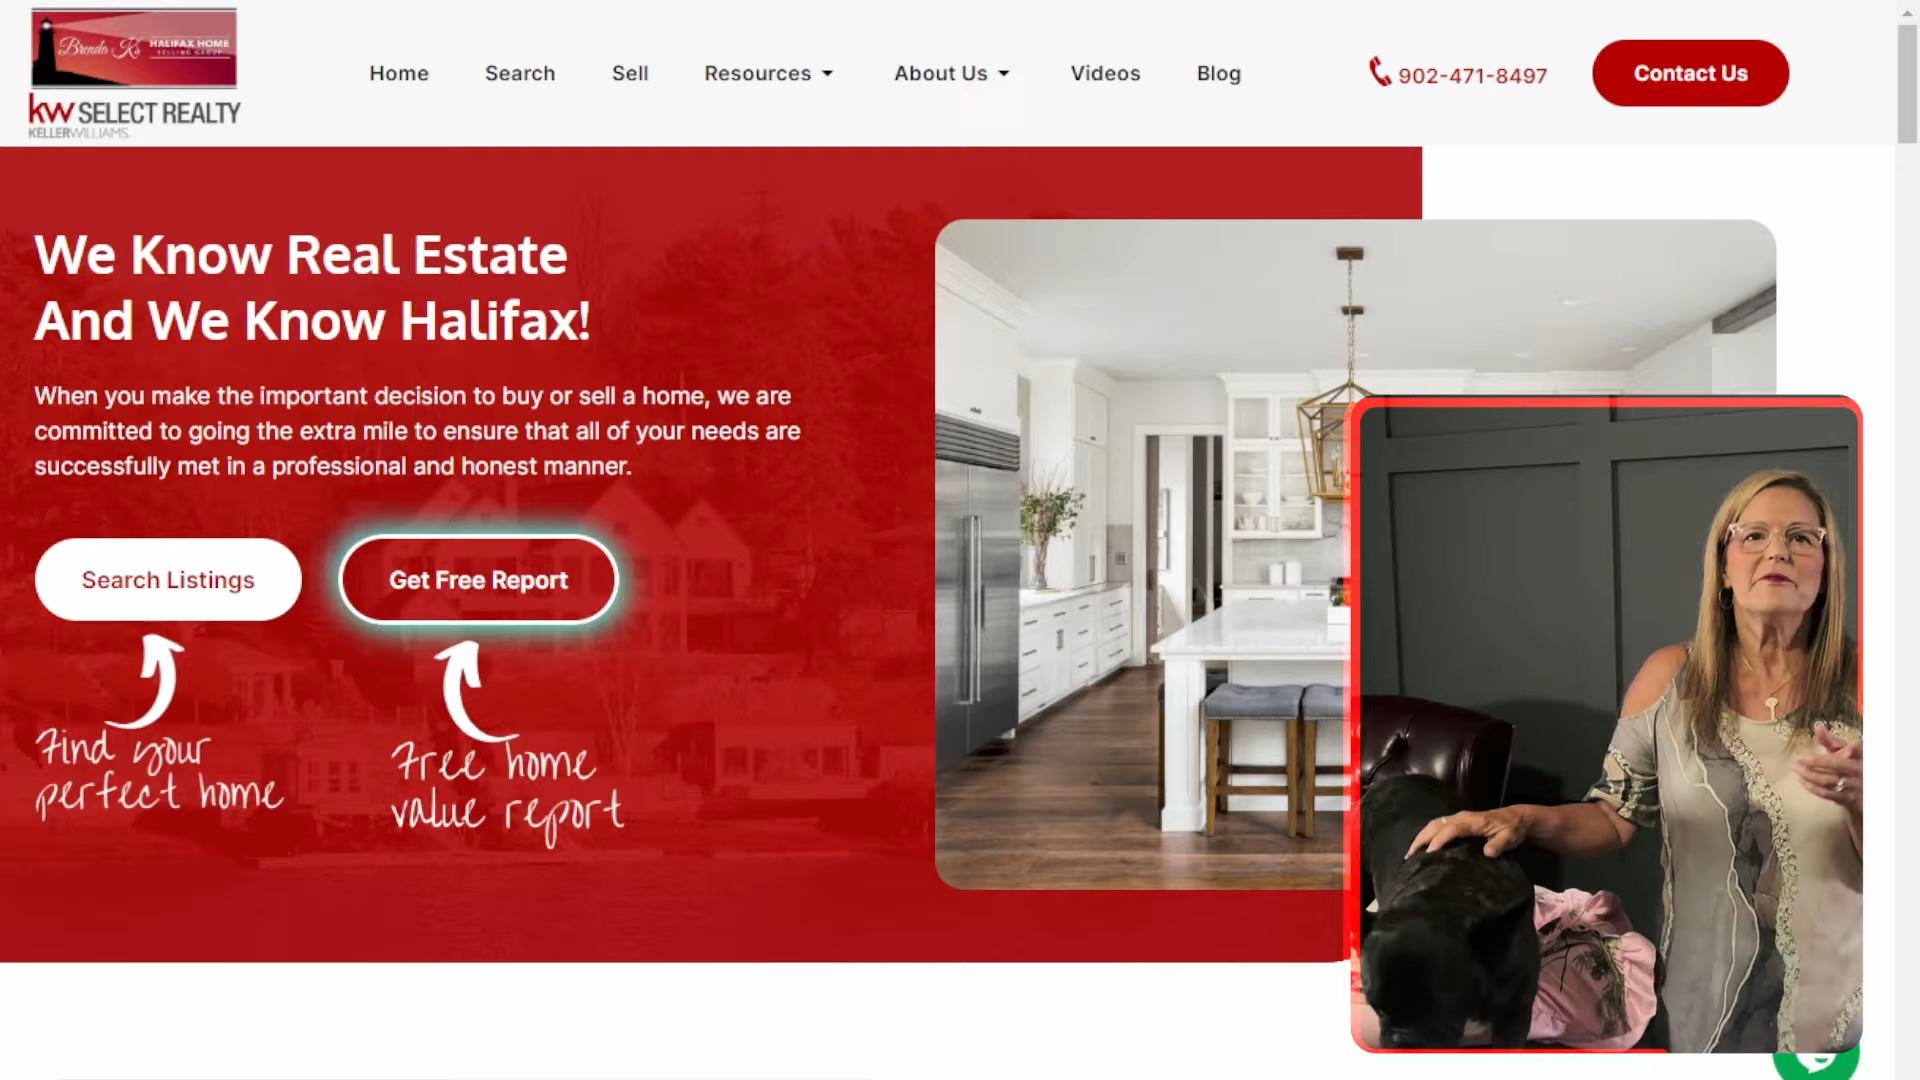 Brenda K's HALIFAX HOME
SELLING GROUP
kw SELECT REALTY
KELLERWILLIAMS.
Home
Search
Sell
Resources
About Us
Videos
Blog
902-471-8497
Contact Us
We Know Real Estate
And We Know Halifax!
When you make the important decision to buy or sell a home, we are
committed to going the extra mile to ensure that all of your needs are
successfully met in a professional and honest manner.
Search Listings
Get Free Report
Find your
perfect home
Free home
value report